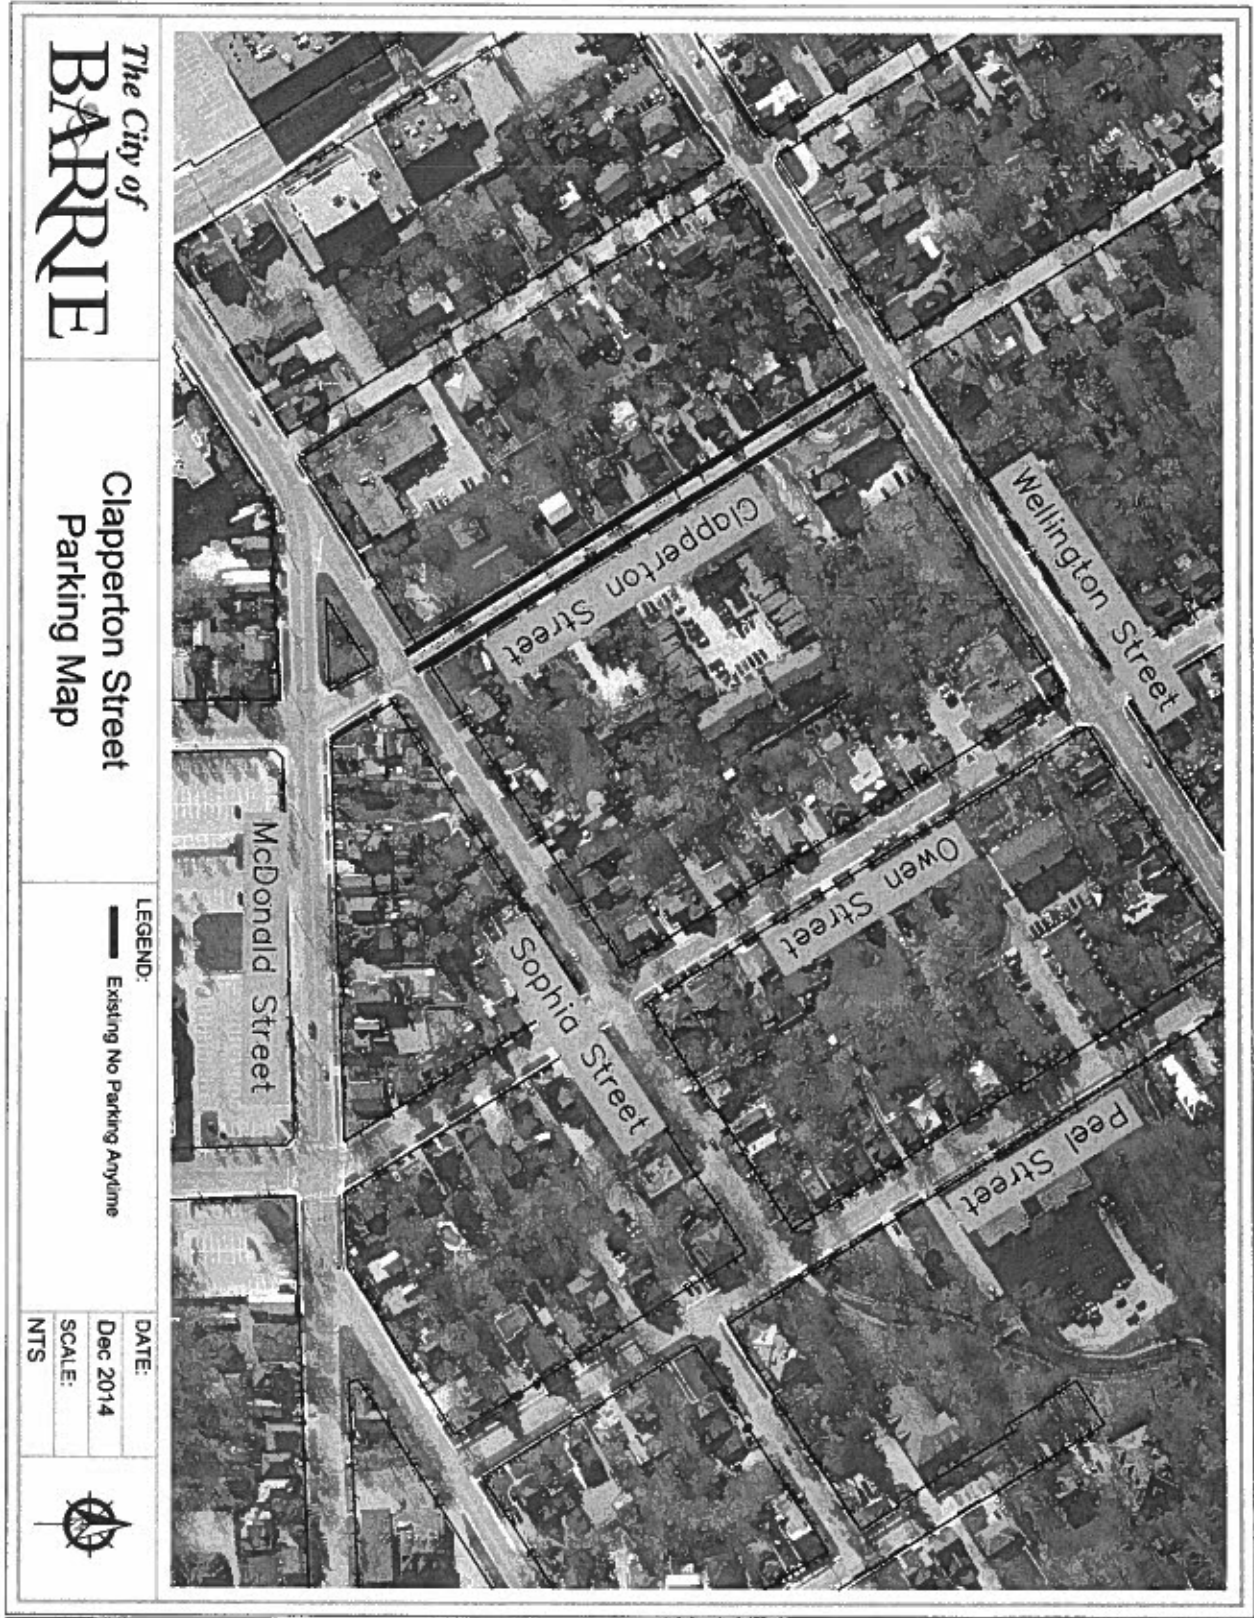 Wellington Street
Clapperton Street
Owen Street
Peel Street
Sophia Street
McDonald Street
The City of
BARRIE
Clapperton Street
Parking Map
LEGEND:
Existing No Parking Anytime
DATE:
Dec 2014
SCALE:
NTS